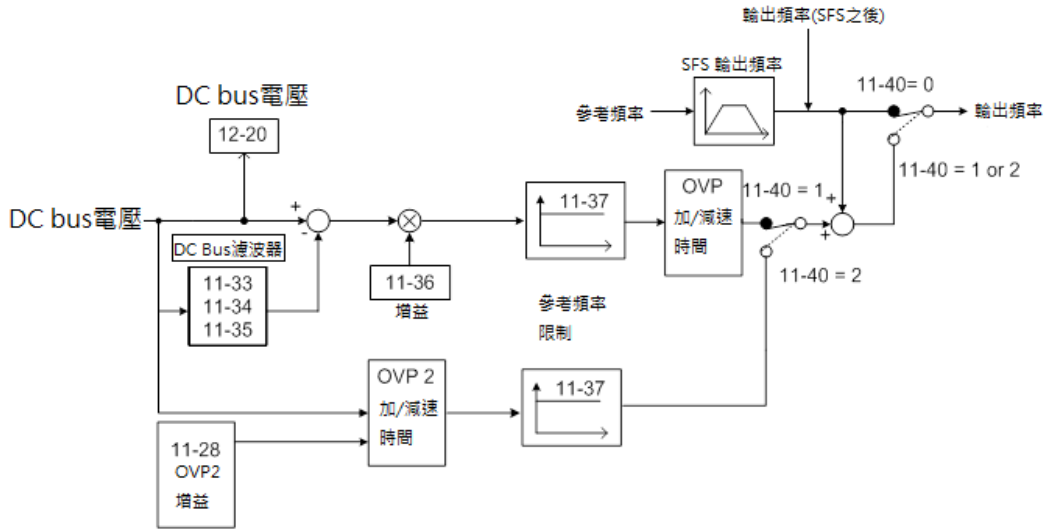 輸出頻率(SFS之後)
SFS 輸出頻率
11-40= 0
參考頻率
輸出頻率
DC bus電壓
12-20
11-40 = 1 or 2
11-37
OVP
加/減速
時間
11-40 = 1
+
+
11-40 = 2
DC bus電壓
+
-
DC Bus濾波器
11-33
11-34
11-35
11-36
增益
參考頻率
限制
OVP 2
加/減速
時間
11-37
11-28
OVP2
增益